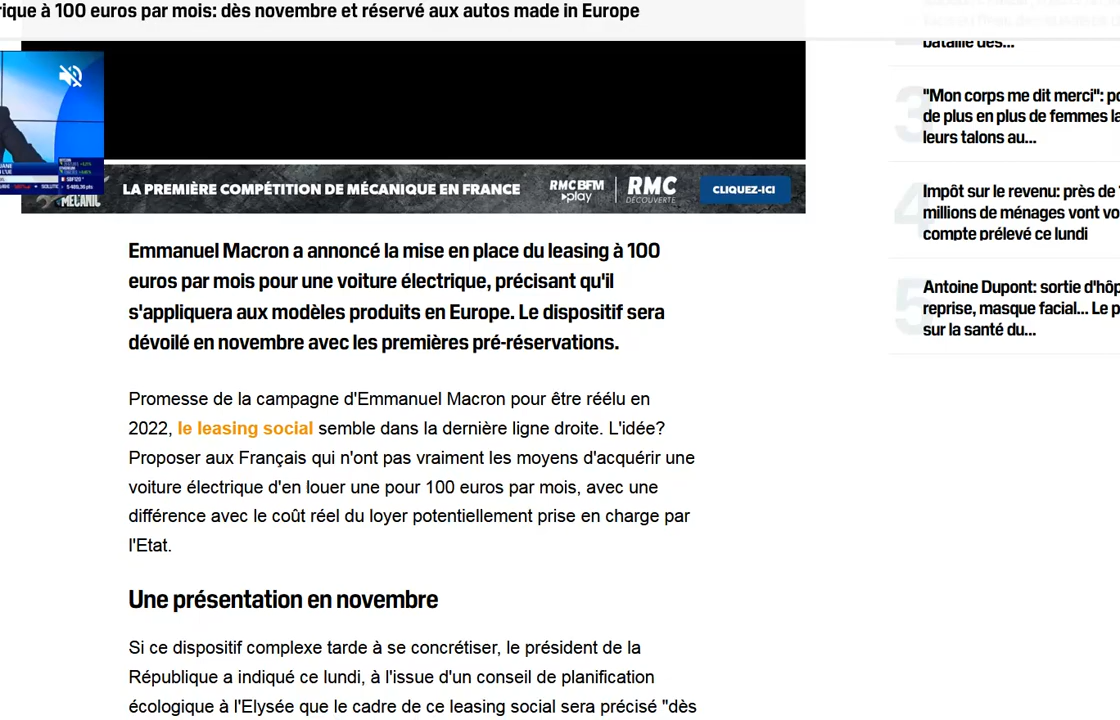 rique à 100 euros par mois: dès novembre et réservé aux autos made in Europe
LA PREMIÈRE COMPÉTITION DE MÉCANIQUE EN FRANCE
RMC BFM play
RMC DÉCOUVERTE
CLIQUEZ-ICI
Emmanuel Macron a annoncé la mise en place du leasing à 100
euros par mois pour une voiture électrique, précisant qu'il
s'appliquera aux modèles produits en Europe. Le dispositif sera
dévoilé en novembre avec les premières pré-réservations.
Promesse de la campagne d'Emmanuel Macron pour être réélu en
2022, le leasing social semble dans la dernière ligne droite. L'idée?
Proposer aux Français qui n'ont pas vraiment les moyens d'acquérir une
voiture électrique d'en louer une pour 100 euros par mois, avec une
différence avec le coût réel du loyer potentiellement prise en charge par
l'Etat.
Une présentation en novembre
Si ce dispositif complexe tarde à se concrétiser, le président de la
République a indiqué ce lundi, à l'issue d'un conseil de planification
écologique à l'Elysée que le cadre de ce leasing social sera précisé "dès
bataille des...
3
"Mon corps me dit merci": po
de plus en plus de femmes la
leurs talons au...
4
Impôt sur le revenu: près de
millions de ménages vont vo
compte prélevé ce lundi
5
Antoine Dupont: sortie d'hôp
reprise, masque facial... Le p
sur la santé du...